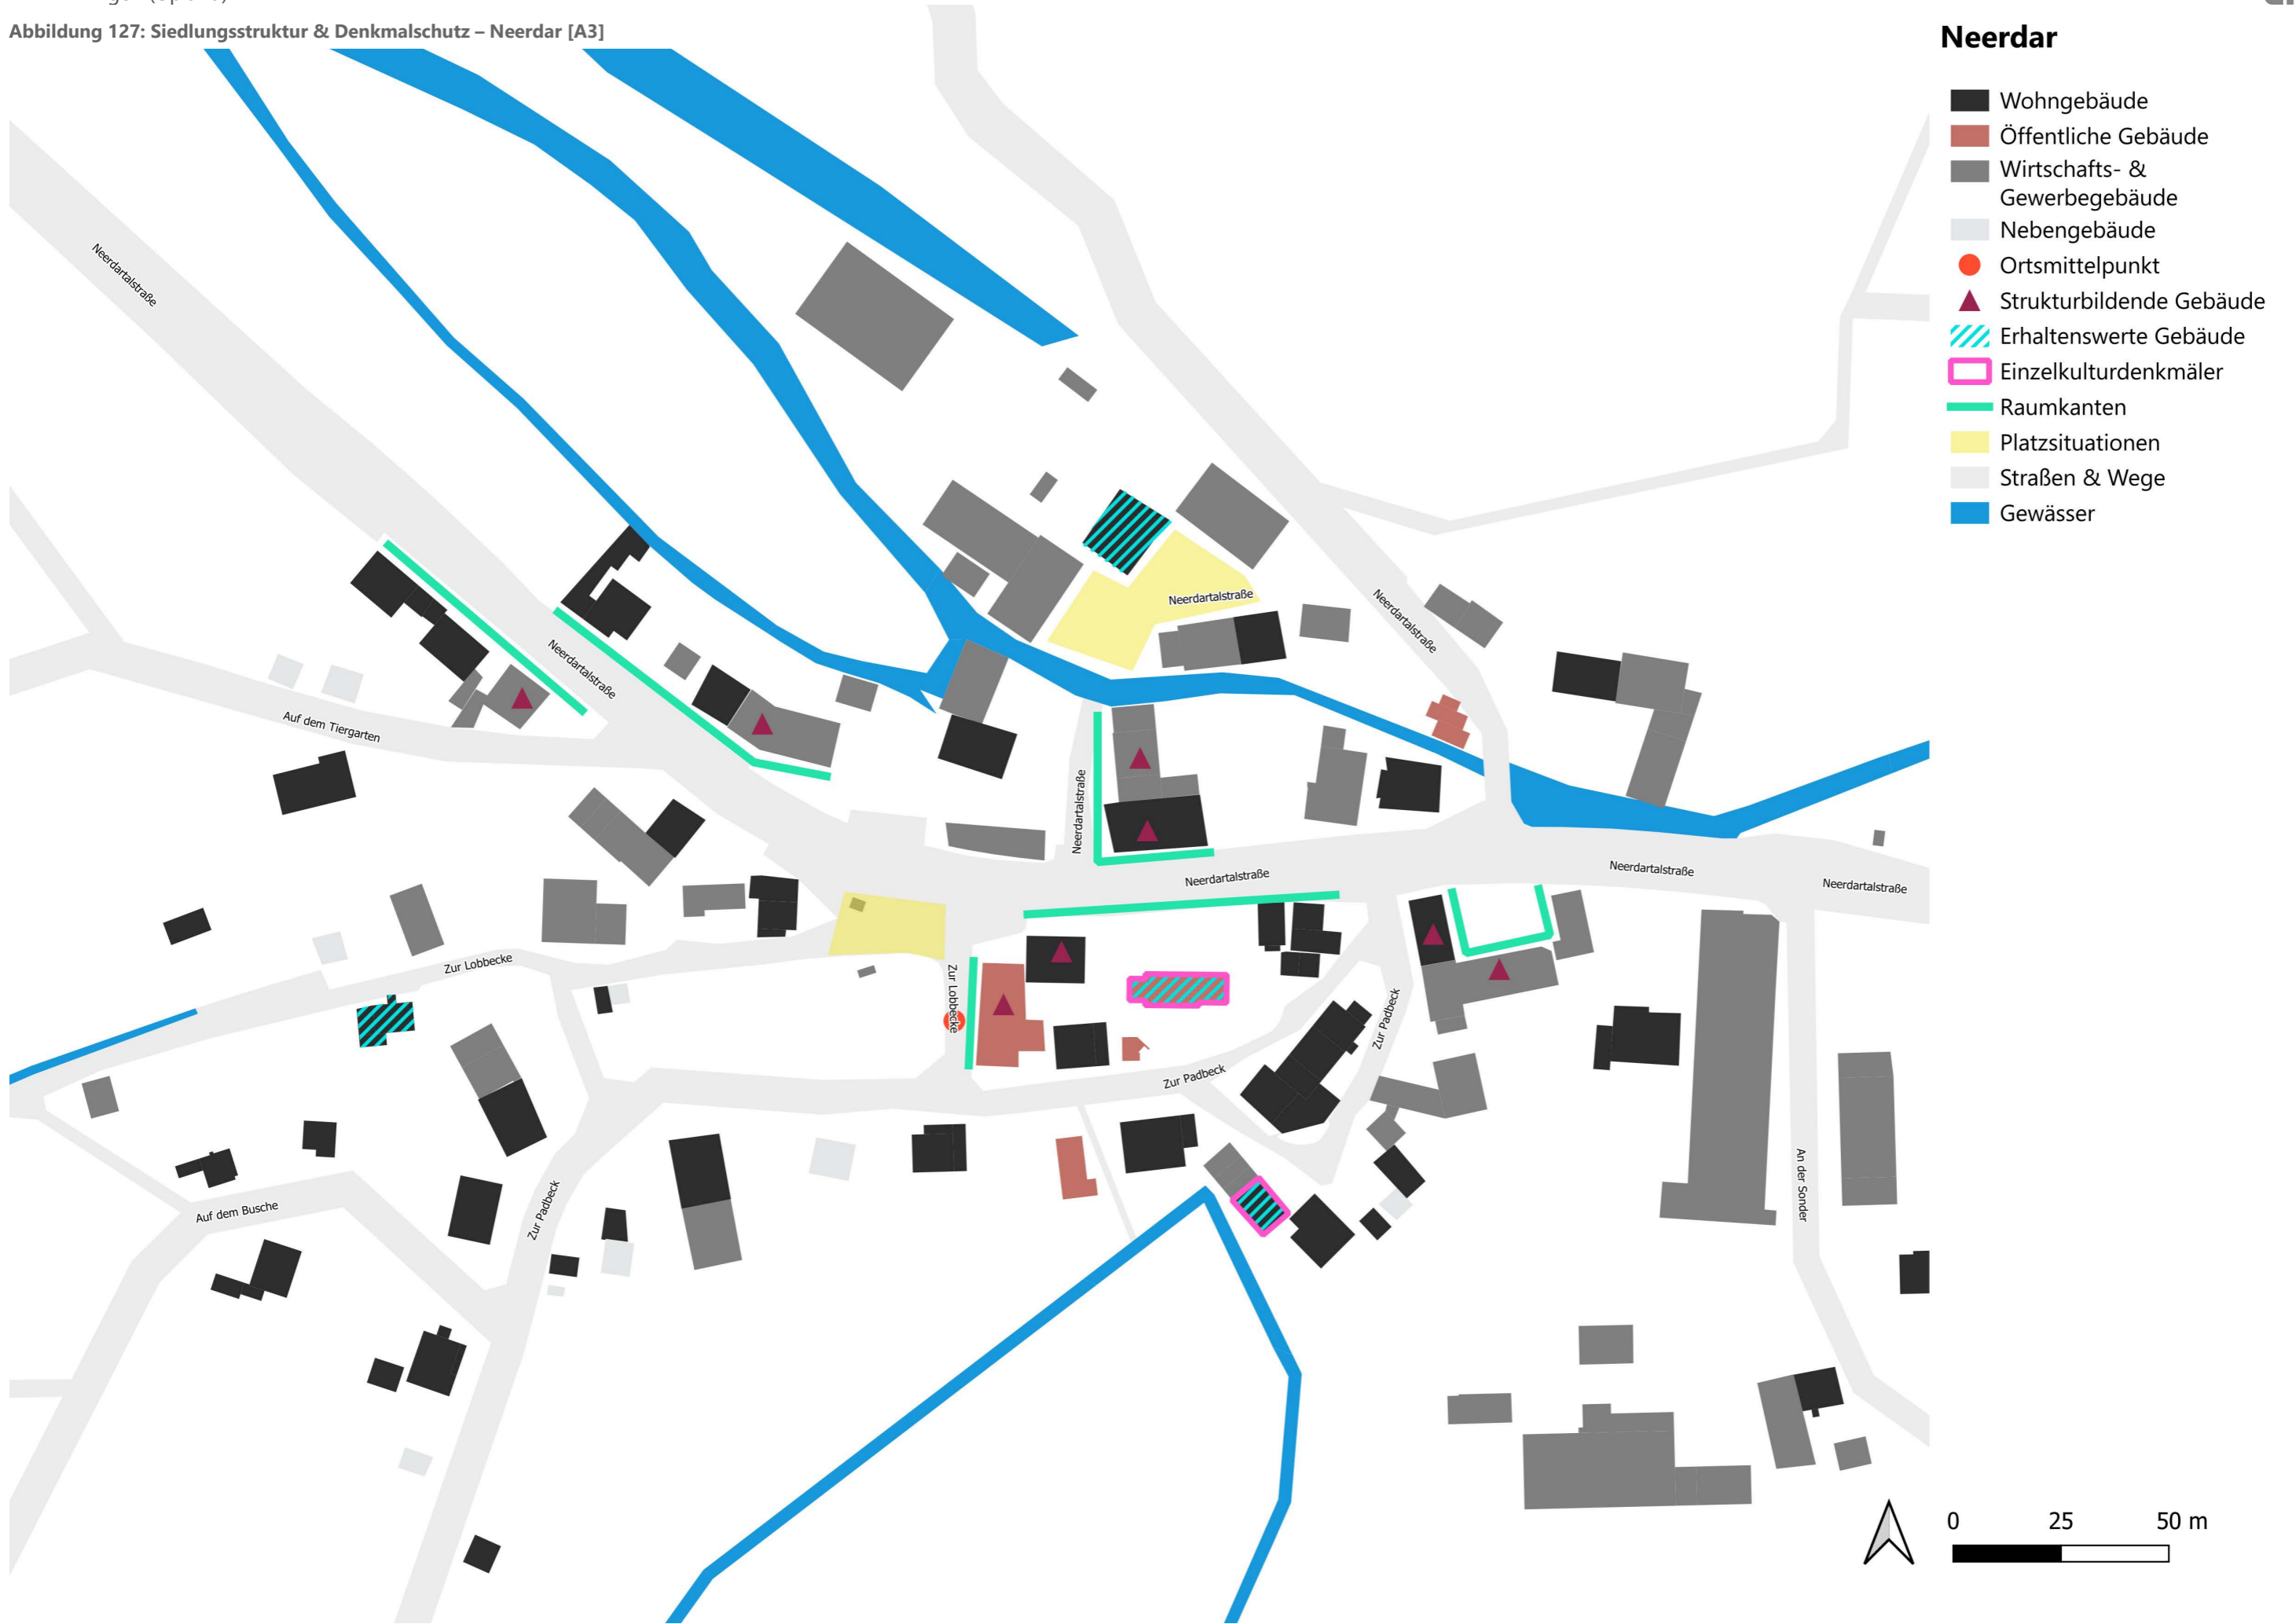 Abbildung 127: Siedlungsstruktur & Denkmalschutz – Neerdar [A3]
Neerdar
Wohngebäude
Öffentliche Gebäude
Wirtschafts- &
Gewerbegebäude
Nebengebäude
Ortsmittelpunkt
Strukturbildende Gebäude
Erhaltenswerte Gebäude
Einzelkulturdenkmäler
Raumkanten
Platzsituationen
Straßen & Wege
Gewässer
Neerdartalstraße
Neerdartalstraße
Neerdartalstraße
Neerdartalstraße
Auf dem Tiergarten
Neerdartalstraße
Neerdartalstraße
Neerdartalstraße
Neerdartalstraße
Zur Lobbecke
Zur Lobbecke
Zur Padbeck
Zur Padbeck
Zur Padbeck
Auf dem Busche
An der Sonder
0 25 50 m